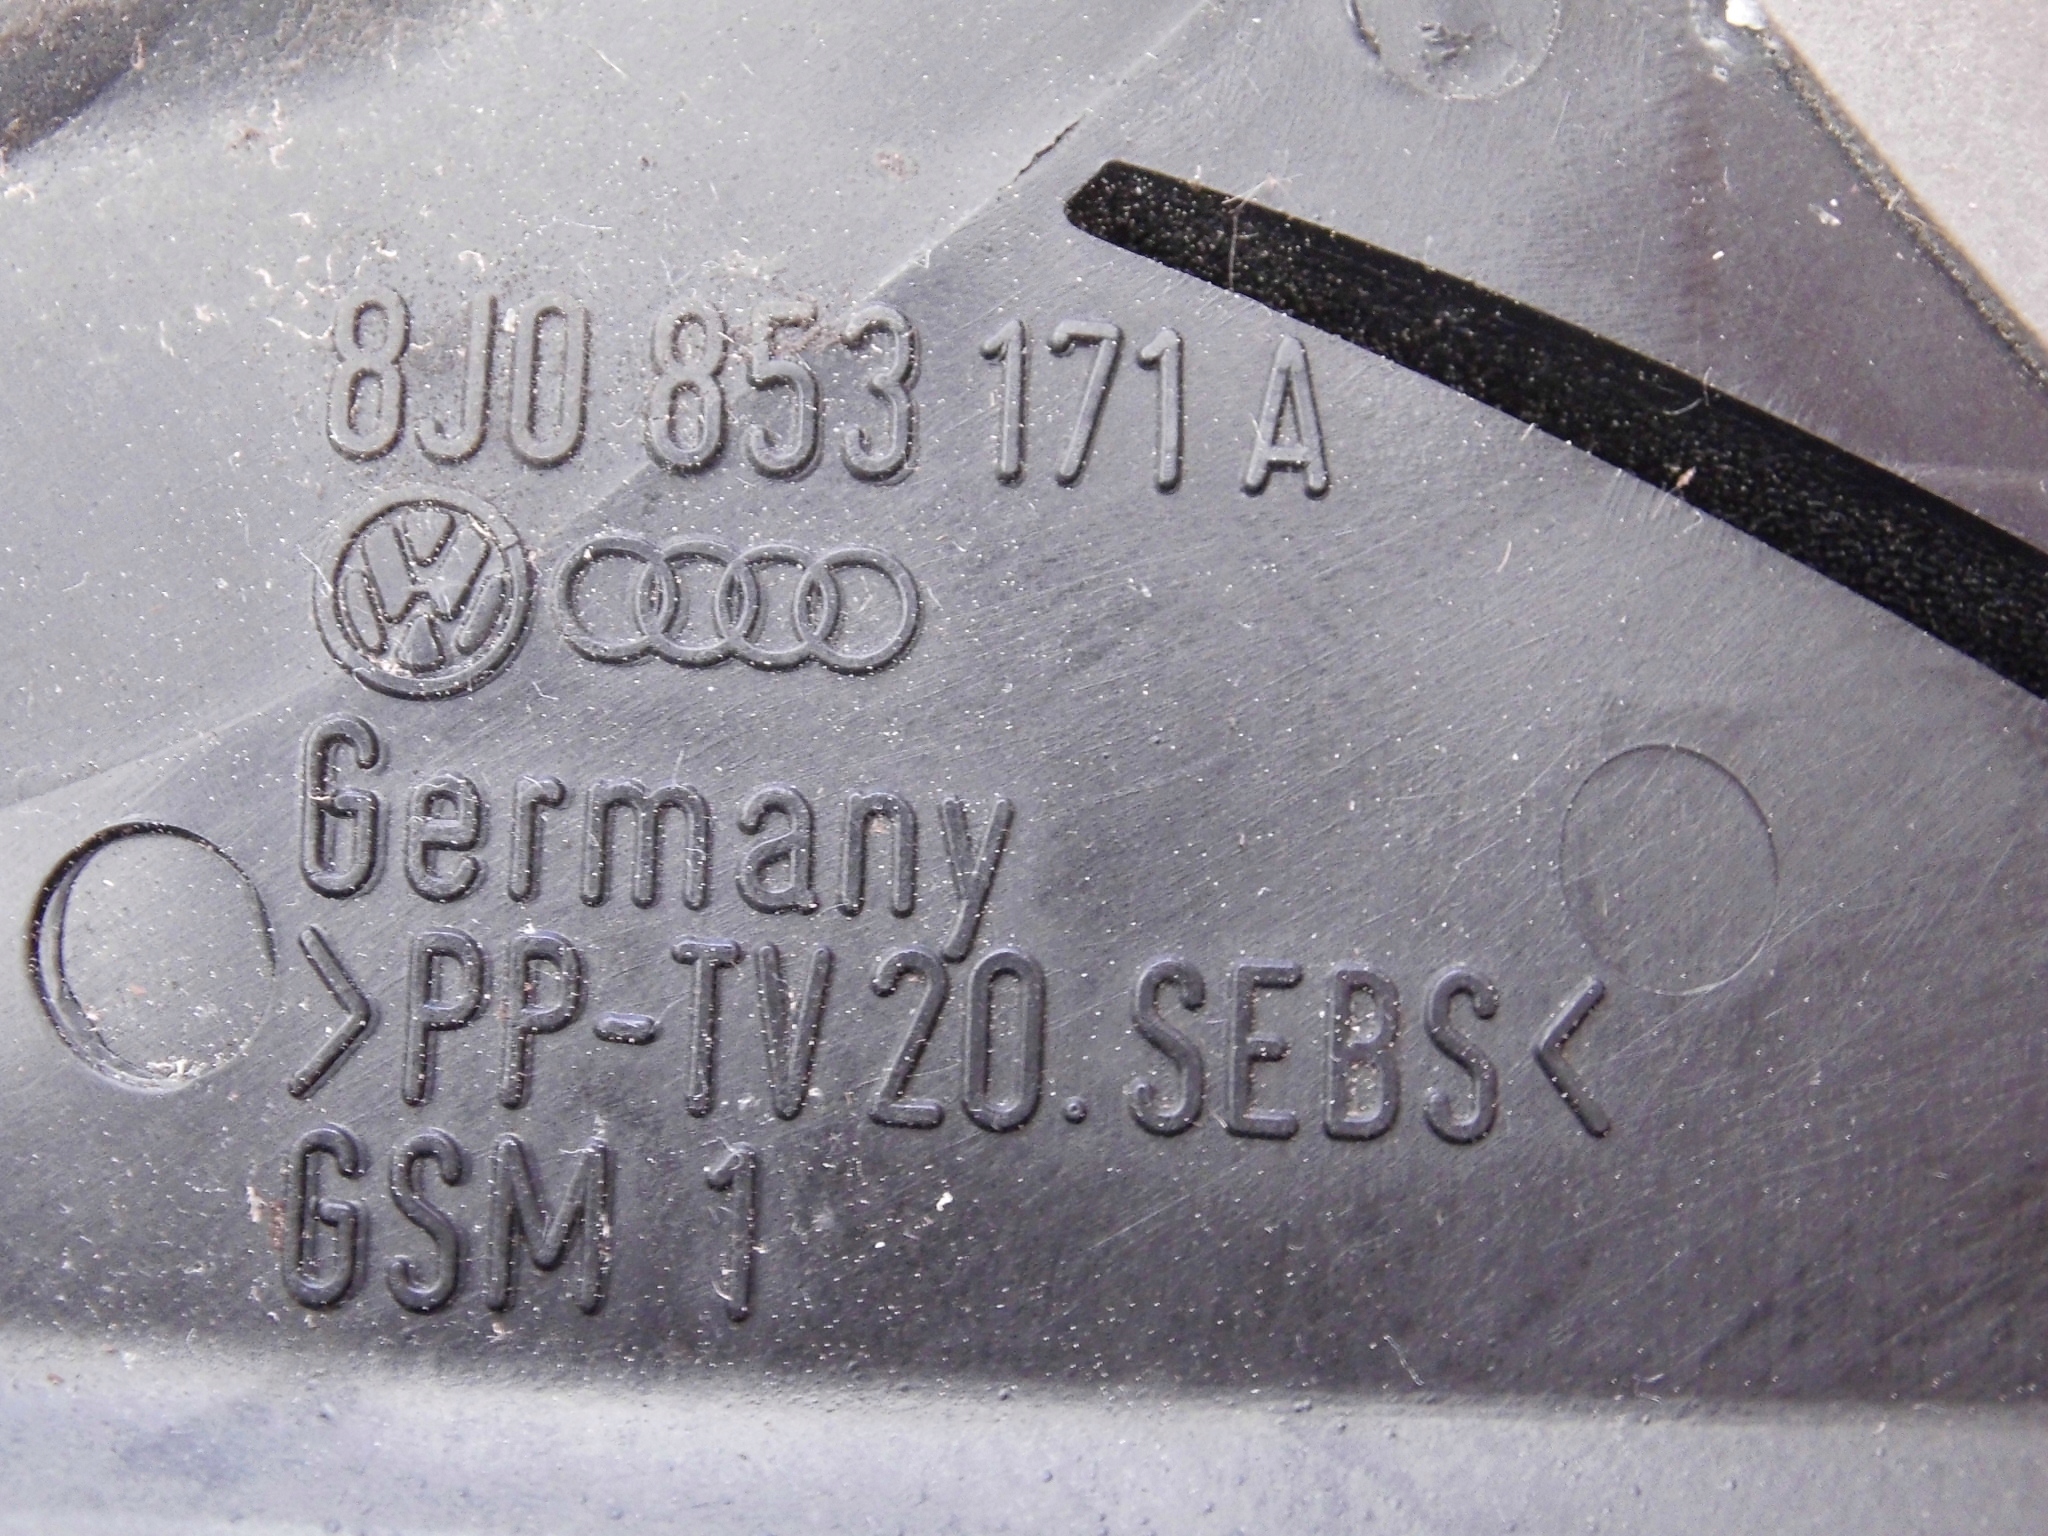 8J0 853 171 A
Germany
>PP-TV20.SEBS<
GSM 1